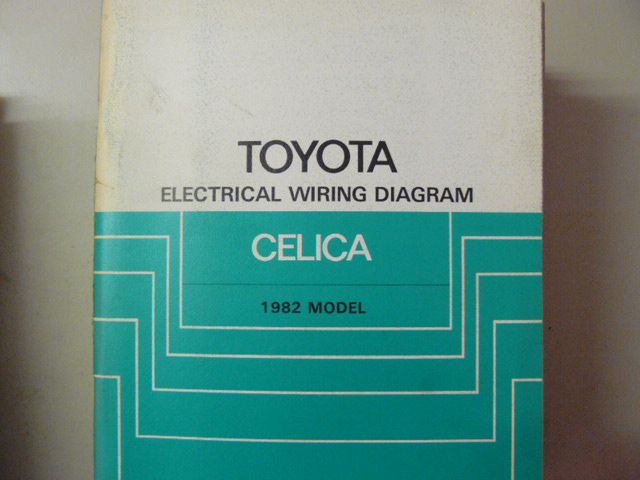 TOYOTA
ELECTRICAL WIRING DIAGRAM
CELICA
1982 MODEL